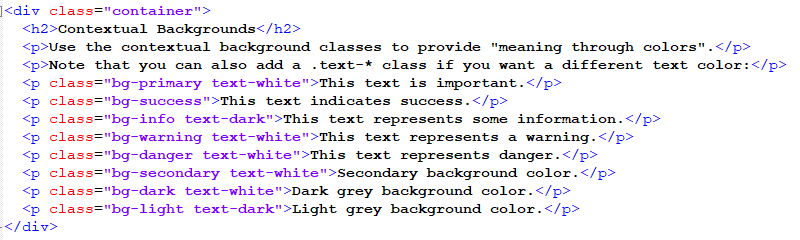 <div class="container">
<h2>Contextual Backgrounds</h2>
<p>Use the contextual background classes to provide "meaning through colors".</p>
<p>Note that you can also add a .text-* class if you want a different text color:</p>
<p class="bg-primary text-white">This text is important.</p>
<p class="bg-success">This text indicates success.</p>
<p class="bg-info text-dark">This text represents some information.</p>
<p class="bg-warning text-white">This text represents a warning.</p>
<p class="bg-danger text-white">This text represents danger.</p>
<p class="bg-secondary text-white">Secondary background color.</p>
<p class="bg-dark text-white">Dark grey background color.</p>
<p class="bg-light text-dark">Light grey background color.</p>
</div>